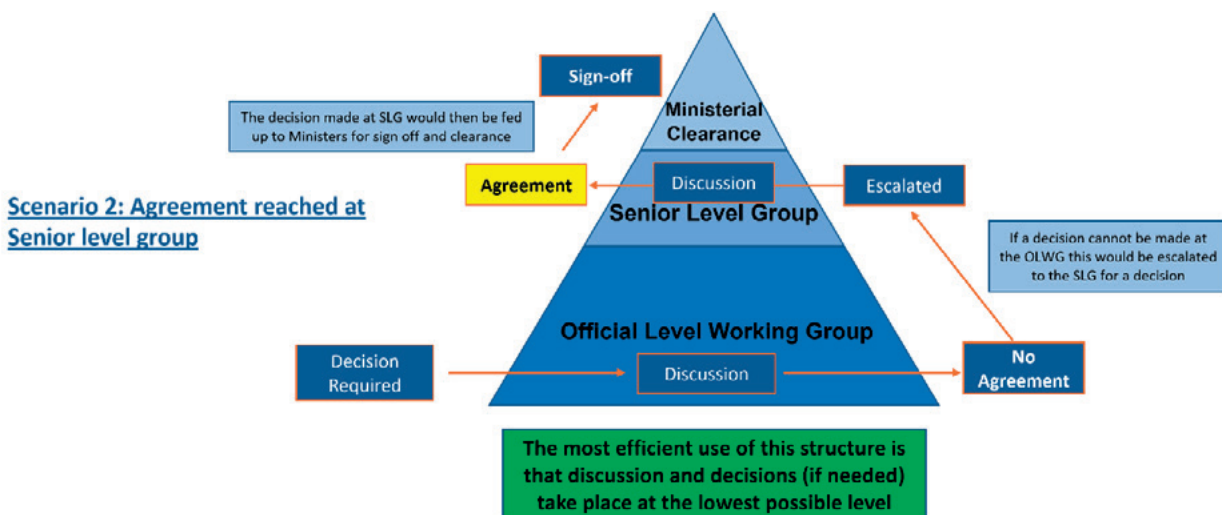 Sign-off
The decision made at SLG would then be fed
up to Ministers for sign off and clearance
Ministerial
Clearance
Agreement
Discussion
Escalated
Senior Level Group
Scenario 2: Agreement reached at
Senior level group
If a decision cannot be made at
the OLWG this would be escalated
to the SLG for a decision
Official Level Working Group
Decision
Required
Discussion
No
Agreement
The most efficient use of this structure is
that discussion and decisions (if needed)
take place at the lowest possible level